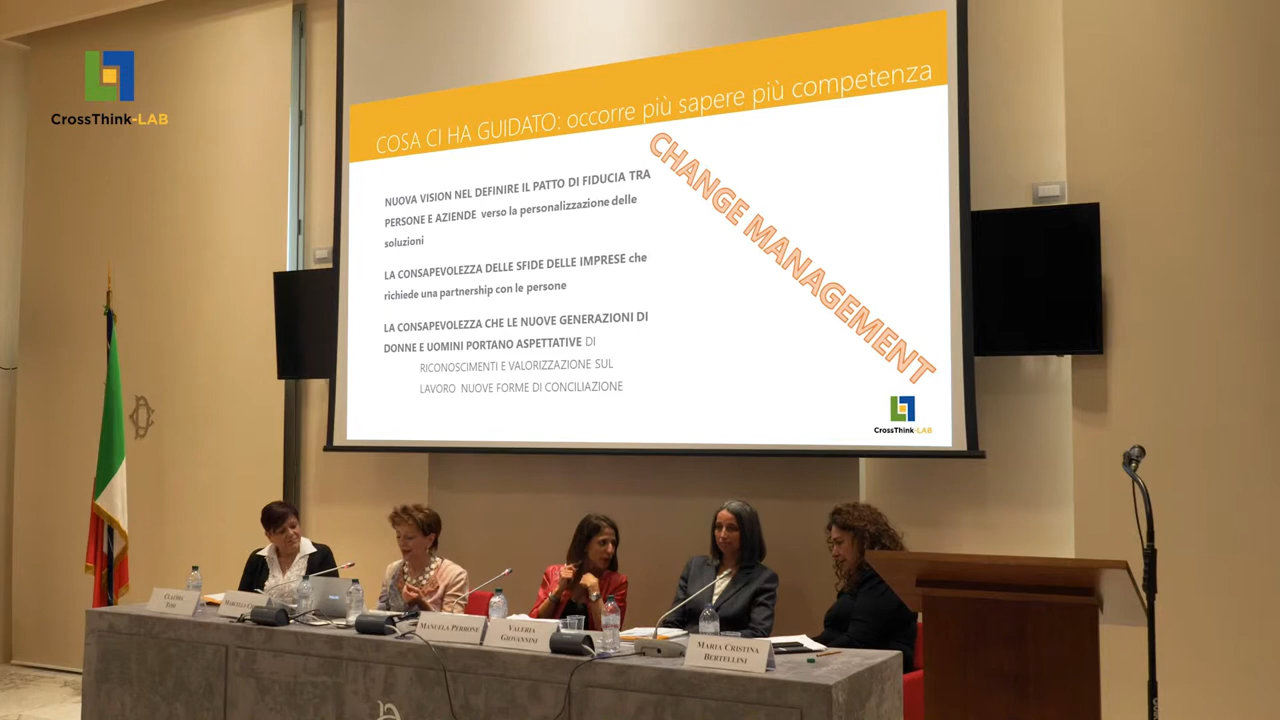 CrossThink-LAB
COSA CI HA GUIDATO: occorre più sapere più competenza
CHANGE MANAGEMENT
NUOVA VISION NEL DEFINIRE IL PATTO DI FIDUCIA TRA
PERSONE E AZIENDE verso la personalizzazione delle
soluzioni
LA CONSAPEVOLEZZA DELLE SFIDE DELLE IMPRESE che
richiede una partnership con le persone
LA CONSAPEVOLEZZA CHE LE NUOVE GENERAZIONI DI
DONNE E UOMINI PORTANO ASPETTATIVE DI
RICONOSCIMENTI E VALORIZZAZIONE SUL
LAVORO NUOVE FORME DI CONCILIAZIONE
CrossThink-LAB
CLAUDIA
MARCELLA
MANUELA PERRONE
VALERIA
GIOVANNINI
MARIA CRISTINA
BERTELLINI